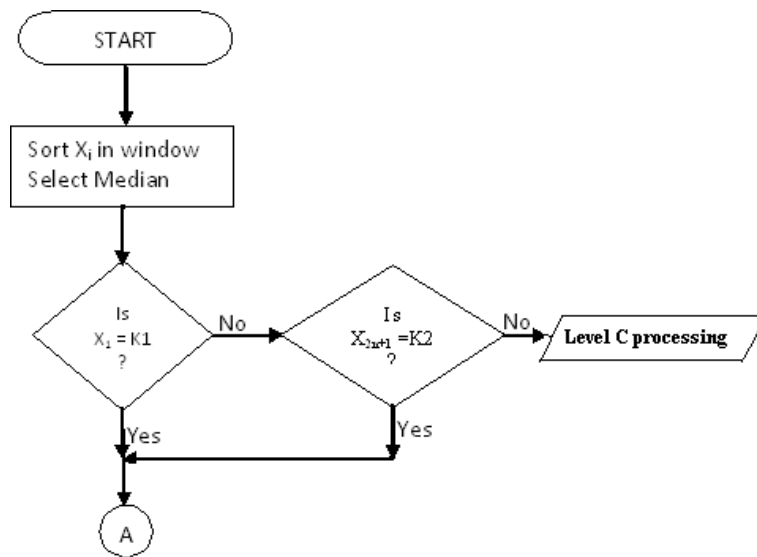 START
Sort Xi in window
Select Median
Is
X1 = K1
?
No
Is
X2n+1 =K2
?
No
Level C processing
Yes
Yes
A